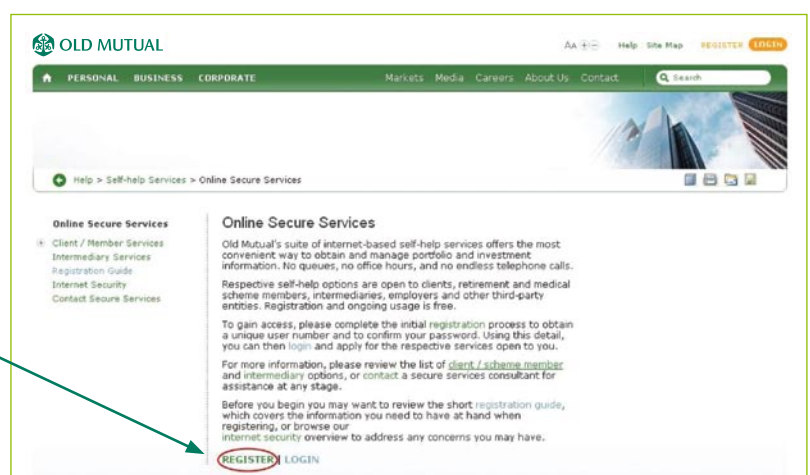 OLD MUTUAL
AA + - Help Site Map REGISTER LOGIN
PERSONAL BUSINESS CORPORATE Markets Media Careers About Us Contact Search
Help > Self-help Services > Online Secure Services
Online Secure Services
Client / Member Services
Intermediary Services
Registration Guide
Internet Security
Contact Secure Services
Online Secure Services
Old Mutual's suite of internet-based self-help services offers the most
convenient way to obtain and manage portfolio and investment
information. No queues, no office hours, and no endless telephone calls.
Respective self-help options are open to clients, retirement and medical
scheme members, intermediaries, employers and other third-party
entities. Registration and ongoing usage is free.
To gain access, please complete the initial registration process to obtain
a unique user number and to confirm your password. Using this detail,
you can then login and apply for the respective services open to you.
For more information, please review the list of client / scheme member
and intermediary options, or contact a secure services consultant for
assistance at any stage.
Before you begin you may want to review the short registration guide,
which covers the information you need to have at hand when
registering, or browse our
internet security overview to address any concerns you may have.
REGISTER | LOGIN